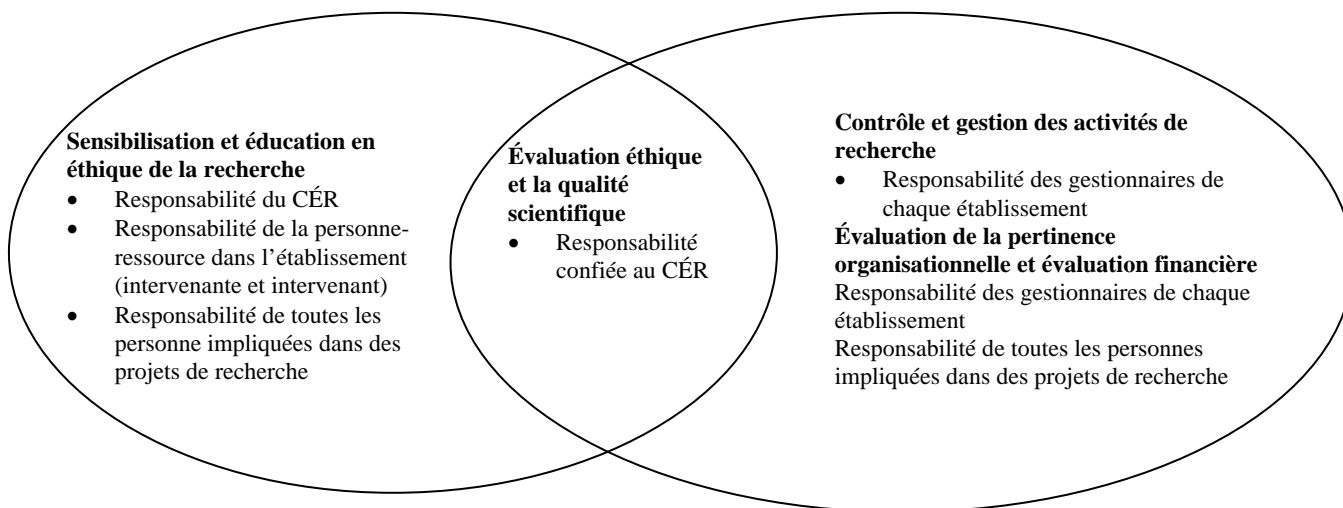 Sensibilisation et éducation en
éthique de la recherche
• Responsabilité du CÉR
• Responsabilité de la personne-
ressource dans l’établissement
(intervenante et intervenant)
• Responsabilité de toutes les
personne impliquées dans des
projets de recherche
Évaluation éthique
et la qualité
scientifique
• Responsabilité
confiée au CÉR
Contrôle et gestion des activités de
recherche
• Responsabilité des gestionnaires de
chaque établissement
Évaluation de la pertinence
organisationnelle et évaluation financière
Responsabilité des gestionnaires de chaque
établissement
Responsabilité de toutes les personnes
impliquées dans des projets de recherche